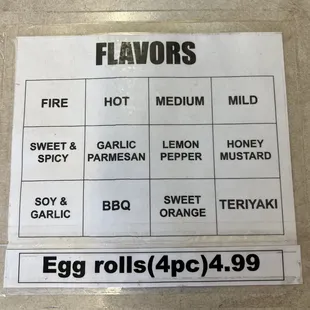 FLAVORS
FIRE
HOT
MEDIUM
MILD
SWEET &
SPICY
GARLIC
PARMESAN
LEMON
PEPPER
HONEY
MUSTARD
SOY &
GARLIC
BBQ
SWEET
ORANGE
TERIYAKI
Egg rolls(4pc)4.99